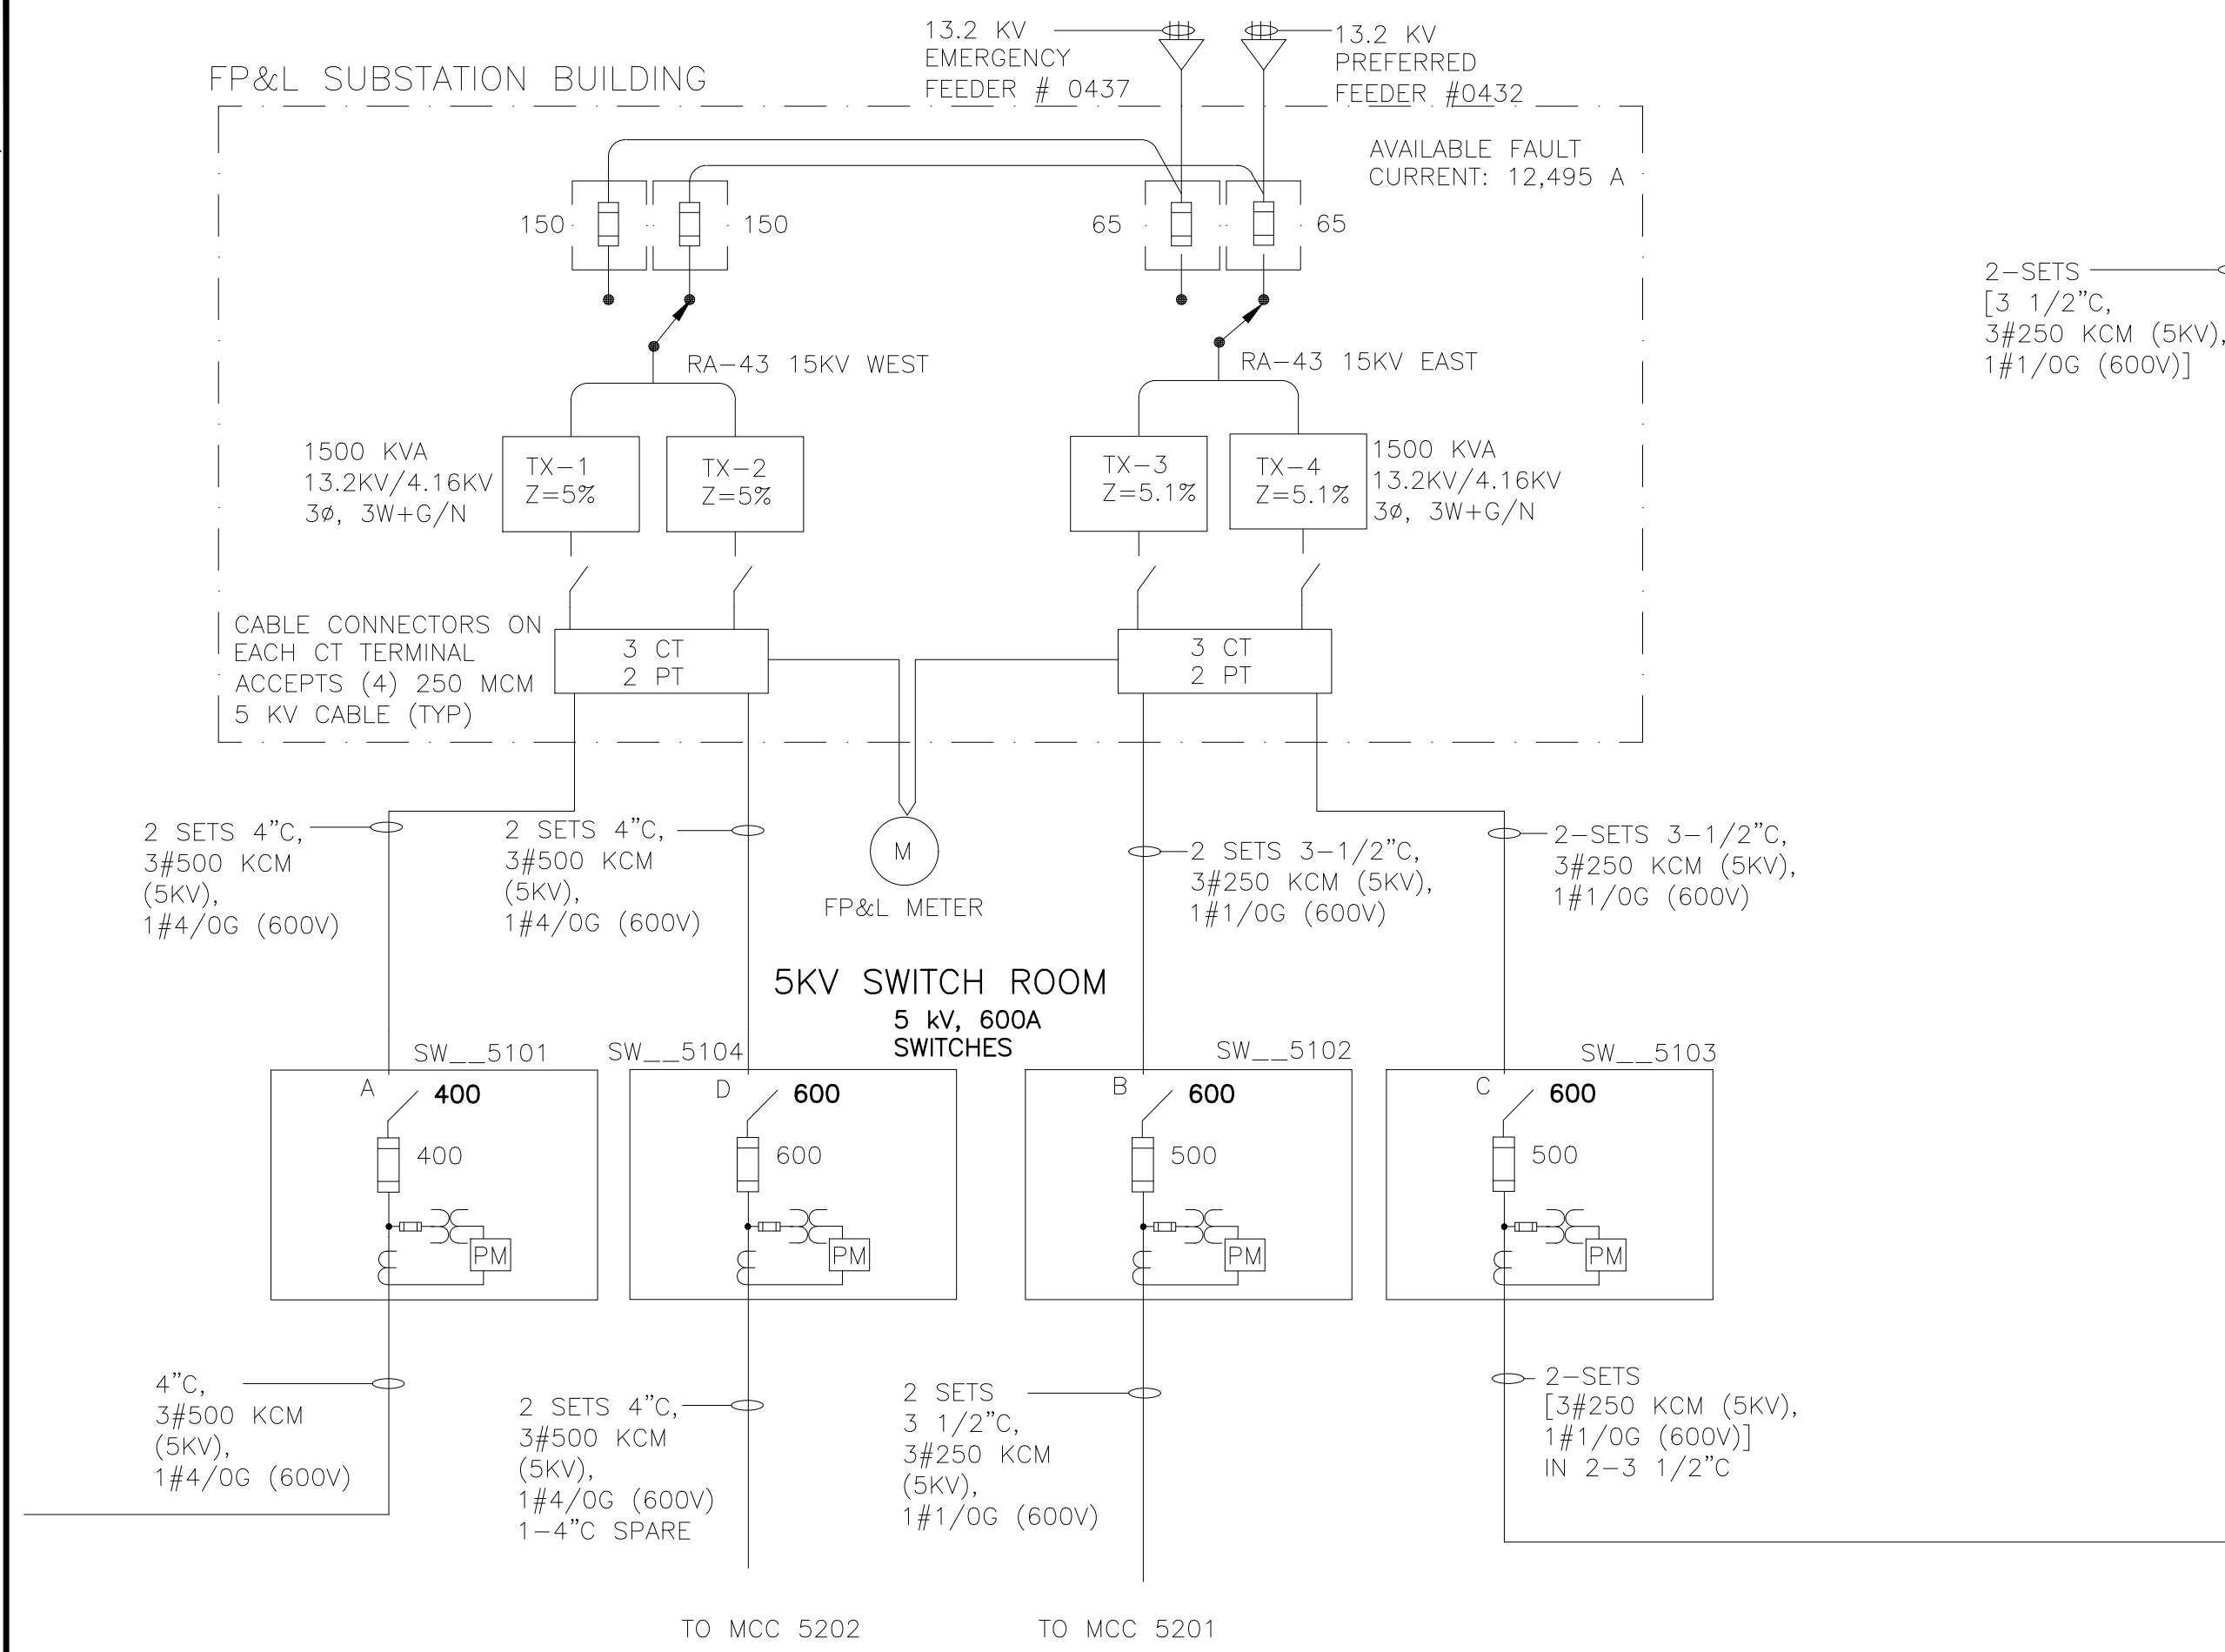 13.2 KV
EMERGENCY
FEEDER # 0437
13.2 KV
PREFERRED
FEEDER #0432
FP&L SUBSTATION BUILDING
AVAILABLE FAULT
CURRENT: 12,495 A
150
150
65
65
2-SETS
[3 1/2"C,
3#250 KCM (5KV),
1#1/0G (600V)]
RA-43 15KV WEST
RA-43 15KV EAST
1500 KVA
13.2KV/4.16KV
3ø, 3W+G/N
TX-1
Z=5%
TX-2
Z=5%
TX-3
Z=5.1%
TX-4
Z=5.1%
1500 KVA
13.2KV/4.16KV
3ø, 3W+G/N
CABLE CONNECTORS ON
EACH CT TERMINAL
ACCEPTS (4) 250 MCM
5 KV CABLE (TYP)
3 CT
2 PT
3 CT
2 PT
2 SETS 4"C,
3#500 KCM
(5KV),
1#4/0G (600V)
2 SETS 4"C,
3#500 KCM
(5KV),
1#4/0G (600V)
M
FP&L METER
2 SETS 3-1/2"C,
3#250 KCM (5KV),
1#1/0G (600V)
2-SETS 3-1/2"C,
3#250 KCM (5KV),
1#1/0G (600V)
5KV SWITCH ROOM
5 kV, 600A
SWITCHES
SW__5101
A
400
400
PM
SW__5104
D
600
600
PM
SW__5102
B
600
500
PM
SW__5103
C
600
500
PM
4"C,
3#500 KCM
(5KV),
1#4/0G (600V)
2 SETS 4"C,
3#500 KCM
(5KV),
1#4/0G (600V)
1-4"C SPARE
2 SETS
3 1/2"C,
3#250 KCM
(5KV),
1#1/0G (600V)
2-SETS
[3#250 KCM (5KV),
1#1/0G (600V)]
IN 2-3 1/2"C
TO MCC 5202
TO MCC 5201